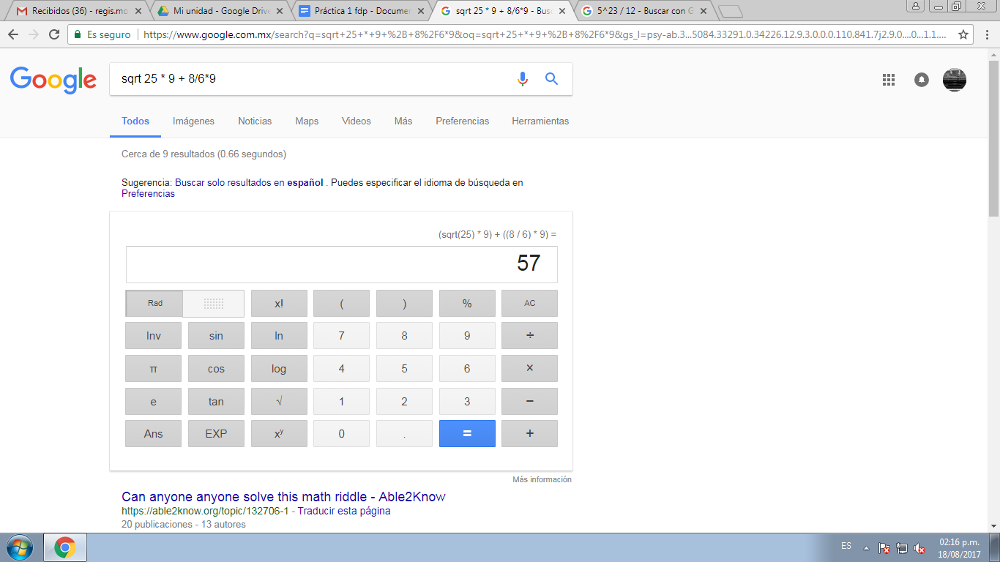 Recibidos (36) - regis.mo
Mi unidad - Google Drive
Práctica 1 fdp - Documen
sqrt 25 * 9 + 8/6*9 - Bus
5^23 / 12 - Buscar con G
Es seguro
https://www.google.com.mx/search?q=sqrt+25+*+9+%2B+8%2F6*9&oq=sqrt+25+*+9+%2B+8%2F6*9&gs_l=psy-ab.3...5084.33291.0.34226.12.9.3.0.0.0.110.841.7j2.9.0....0...1.1....
Google
sqrt 25 * 9 + 8/6*9
Todos Imágenes Noticias Maps Videos Más Preferencias Herramientas
Cerca de 9 resultados (0.66 segundos)
Sugerencia: Buscar solo resultados en español . Puedes especificar el idioma de búsqueda en
Preferencias
(sqrt(25) * 9) + ((8 / 6) * 9) =
57
Rad x! ( ) % AC
Inv sin ln 7 8 9 ÷
π cos log 4 5 6 ×
e tan √ 1 2 3 −
Ans EXP xʸ 0 . = +
Más información
Can anyone anyone solve this math riddle - Able2Know
https://able2know.org/topic/132706-1 - Traducir esta página
20 publicaciones - 13 autores
ES
02:16 p.m.
18/08/2017